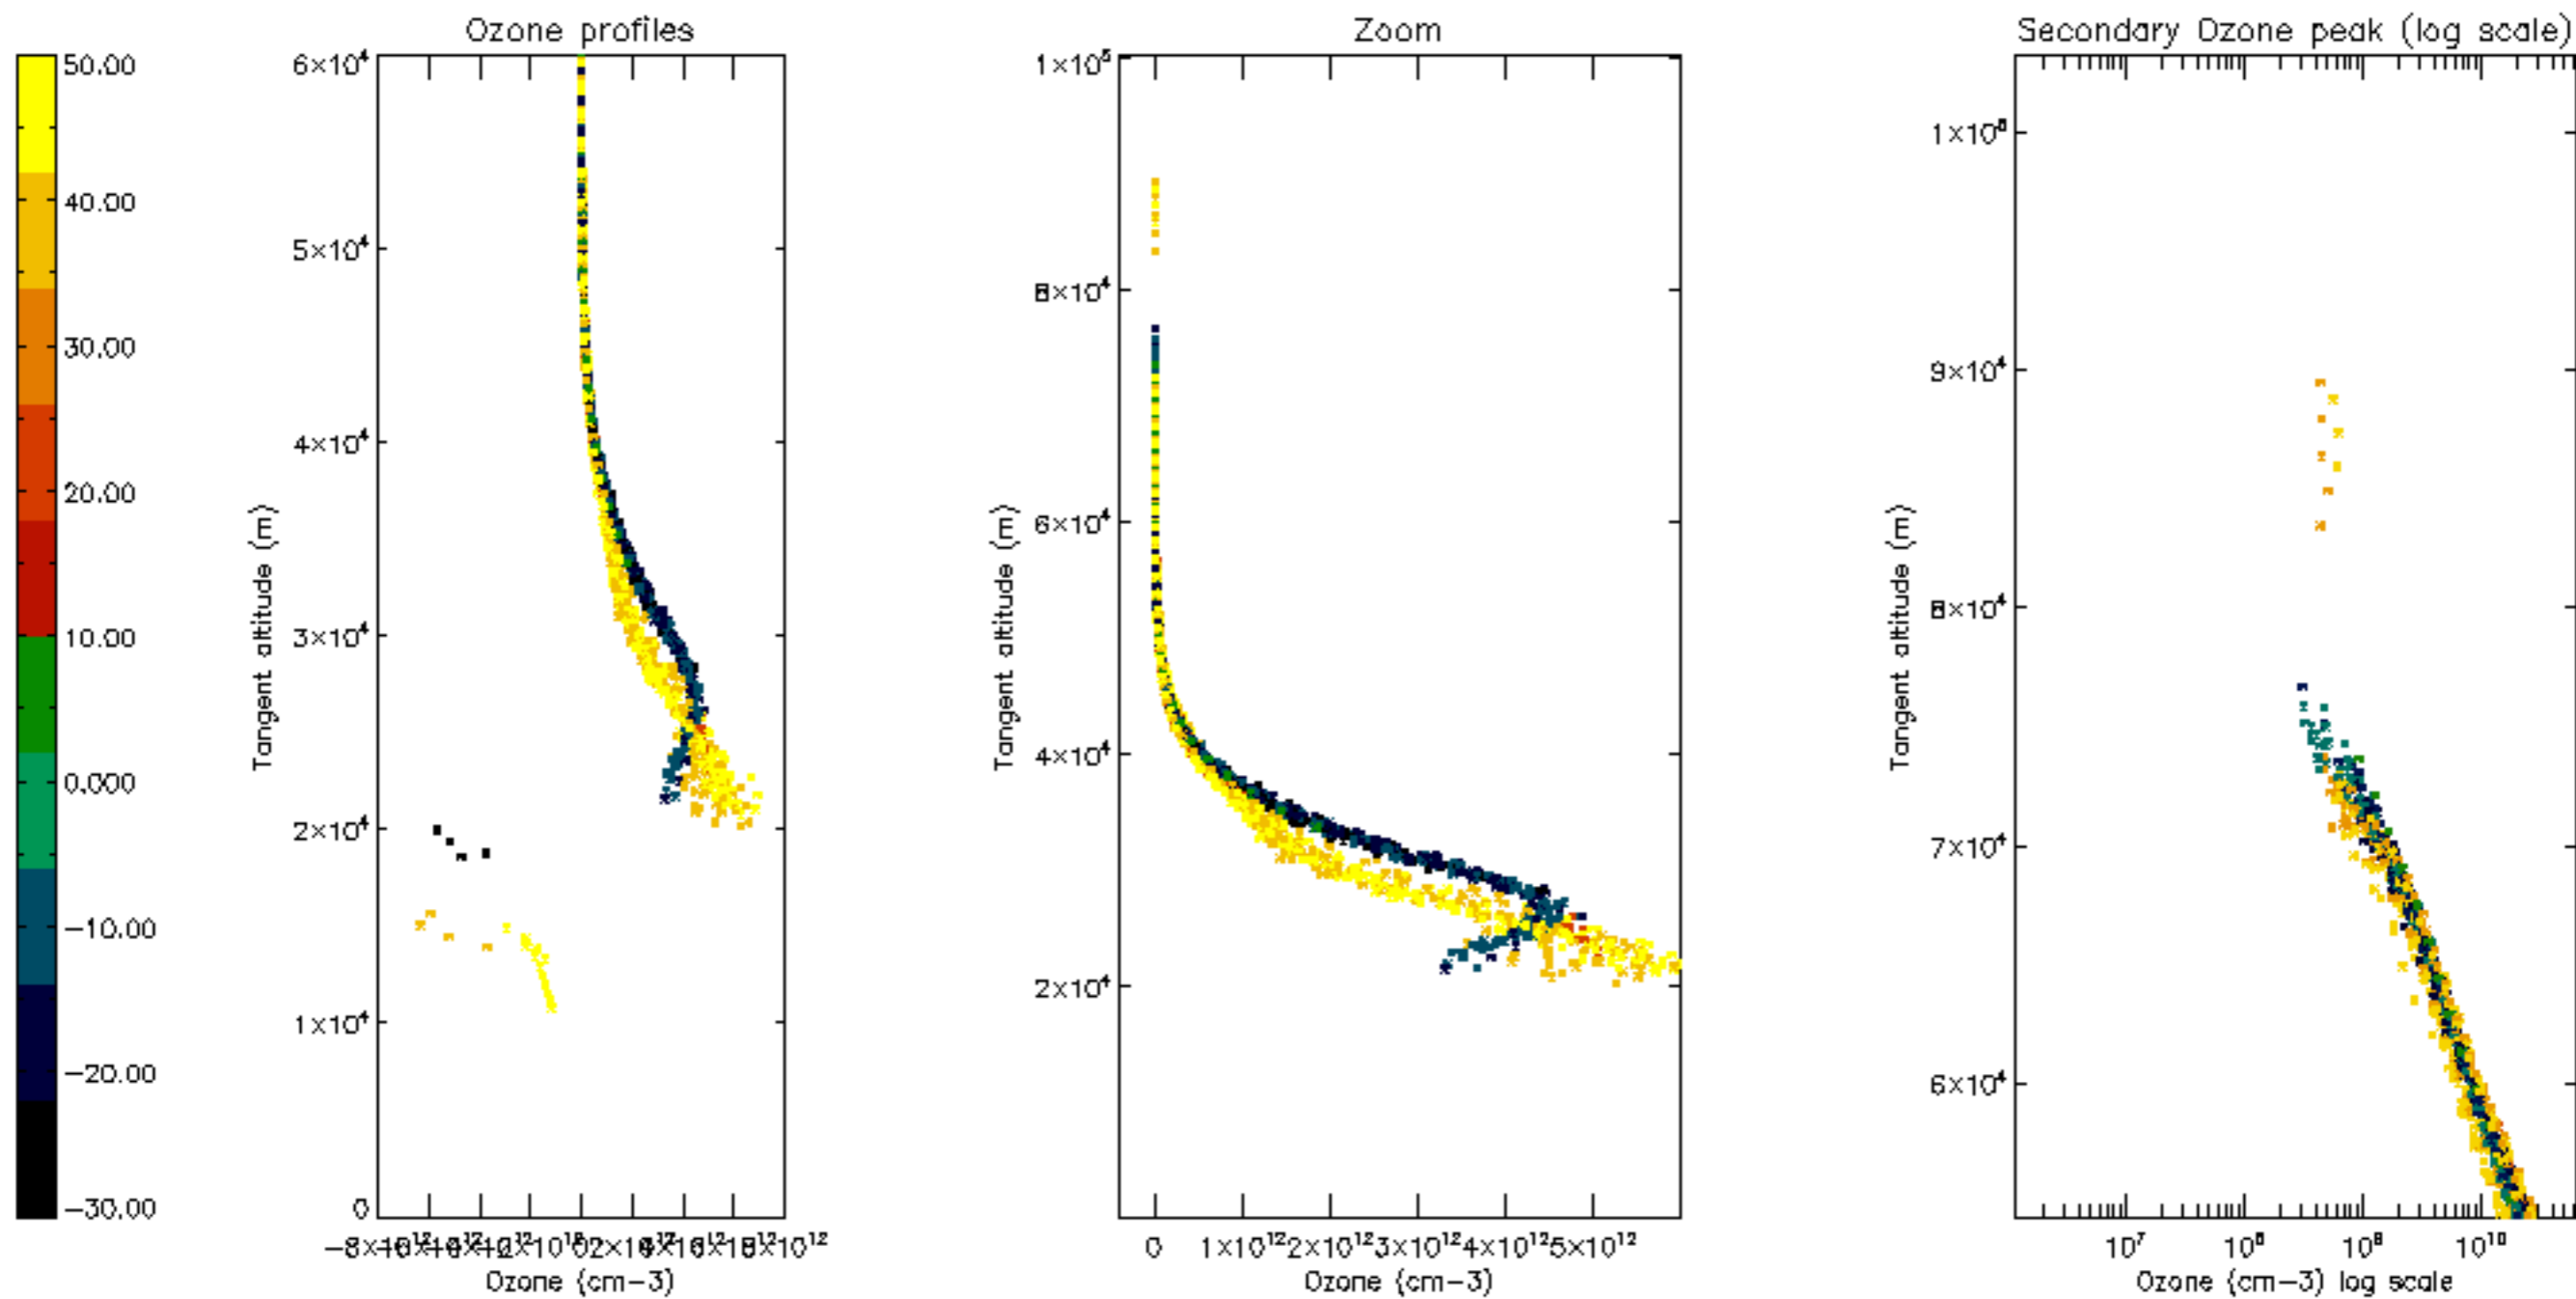 Ozone profiles
Zoom
Secondary Ozone peak (log scale)
50.00
40.00
30.00
20.00
10.00
0.000
-10.00
-20.00
-30.00
6×10⁴
5×10⁴
4×10⁴
3×10⁴
2×10⁴
1×10⁴
0
Tangent altitude (m)
Ozone (cm-3)
1×10⁵
8×10⁴
6×10⁴
4×10⁴
2×10⁴
Tangent altitude (m)
0 1×10¹² 2×10¹² 3×10¹² 4×10¹² 5×10¹²
Ozone (cm-3)
9×10⁴
8×10⁴
7×10⁴
6×10⁴
Tangent altitude (m)
10⁷ 10⁸ 10⁹ 10¹⁰
Ozone (cm-3) log scale